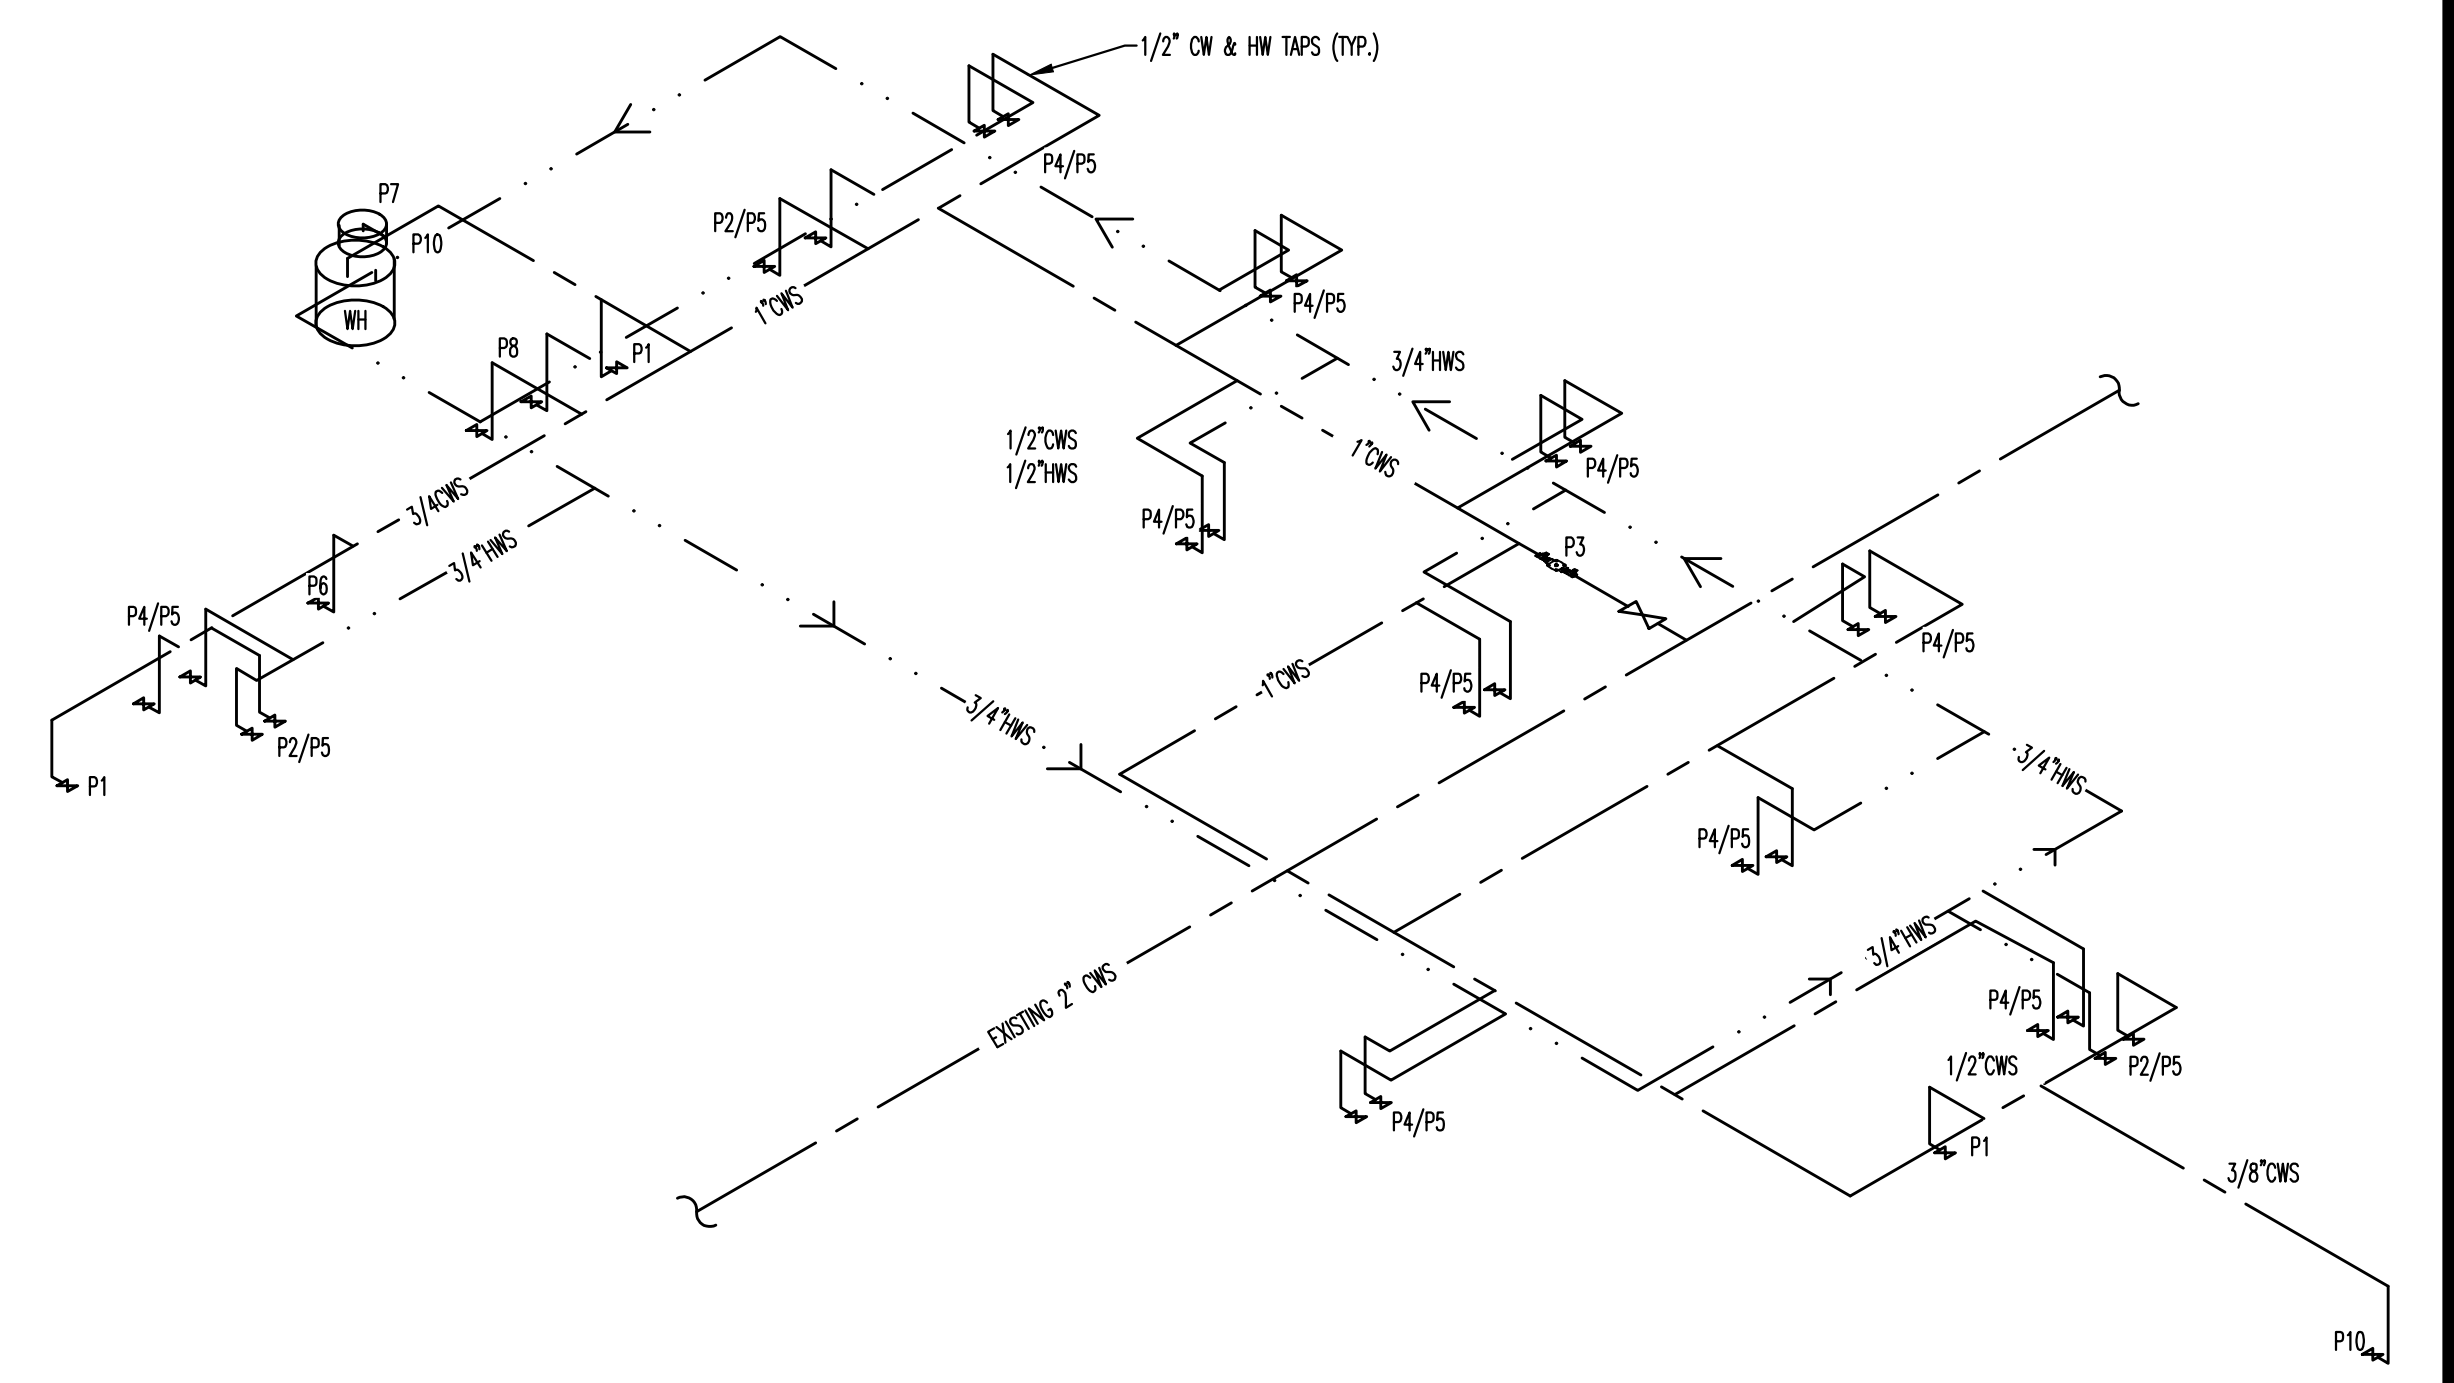 1/2" CW & HW TAPS (TYP.)
P4/P5
P7
P2/P5
P10
P4/P5
1"CWS
WH
P8
P1
3/4"HWS
1/2"CWS
1/2"HWS
1"CWS
P4/P5
3/4CWS
P4/P5
3/4"HWS
P3
P6
P4/P5
P4/P5
1"CWS
P4/P5
3/4"HWS
P2/P5
3/4"HWS
P1
P4/P5
3/4"HWS
EXISTING 2" CWS
P4/P5
1/2"CWS
P2/P5
P4/P5
P1
3/8"CWS
P10